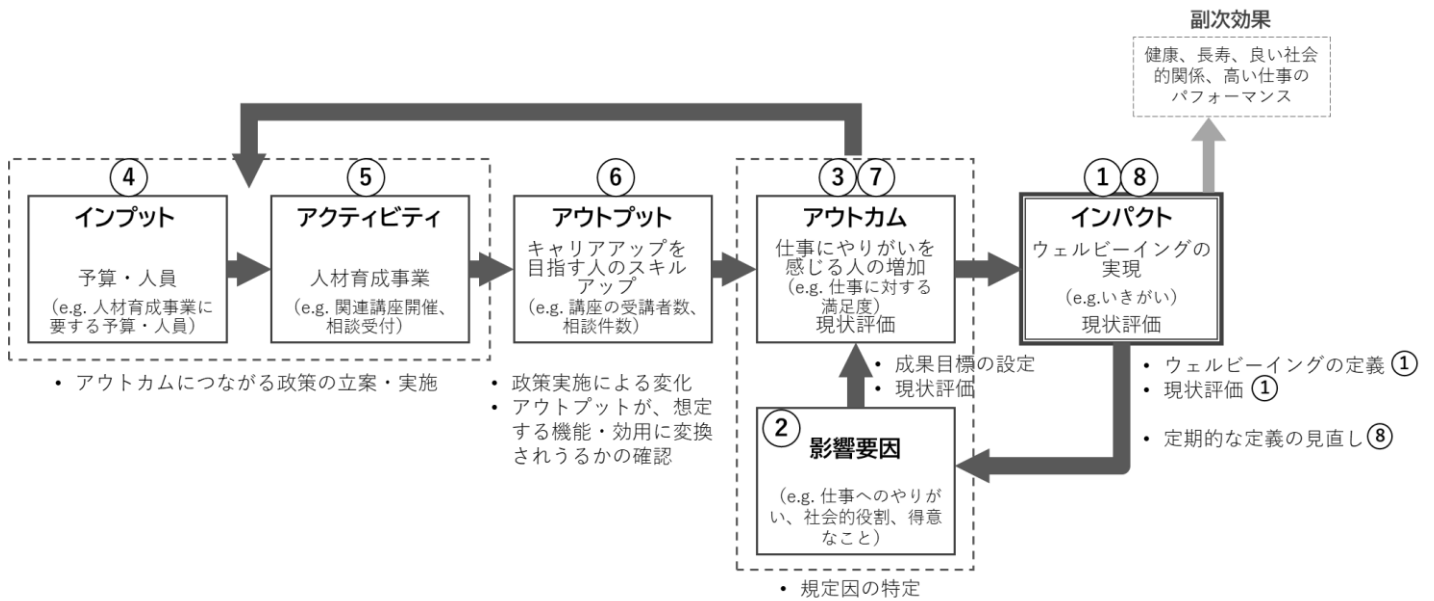 副次効果
健康、長寿、良い社会
的関係、高い仕事の
パフォーマンス
④
インプット
予算・人員
(e.g. 人材育成事業に
要する予算・人員)
⑤
アクティビティ
人材育成事業
(e.g. 関連講座開催、
相談受付)
• アウトカムにつながる政策の立案・実施
⑥
アウトプット
キャリアアップを
目指す人のスキル
アップ
(e.g. 講座の受講者数、
相談件数)
• 政策実施による変化
• アウトプットが、想定
する機能・効用に変換
されうるかの確認
③ ⑦
アウトカム
仕事にやりがいを
感じる人の増加
(e.g. 仕事に対する
満足度)
現状評価
• 成果目標の設定
• 現状評価
②
影響要因
(e.g. 仕事へのやりが
い、社会的役割、得意
なこと)
• 規定因の特定
① ⑧
インパクト
ウェルビーイングの
実現
(e.g.いきがい)
現状評価
• ウェルビーイングの定義 ①
• 現状評価 ①
• 定期的な定義の見直し ⑧